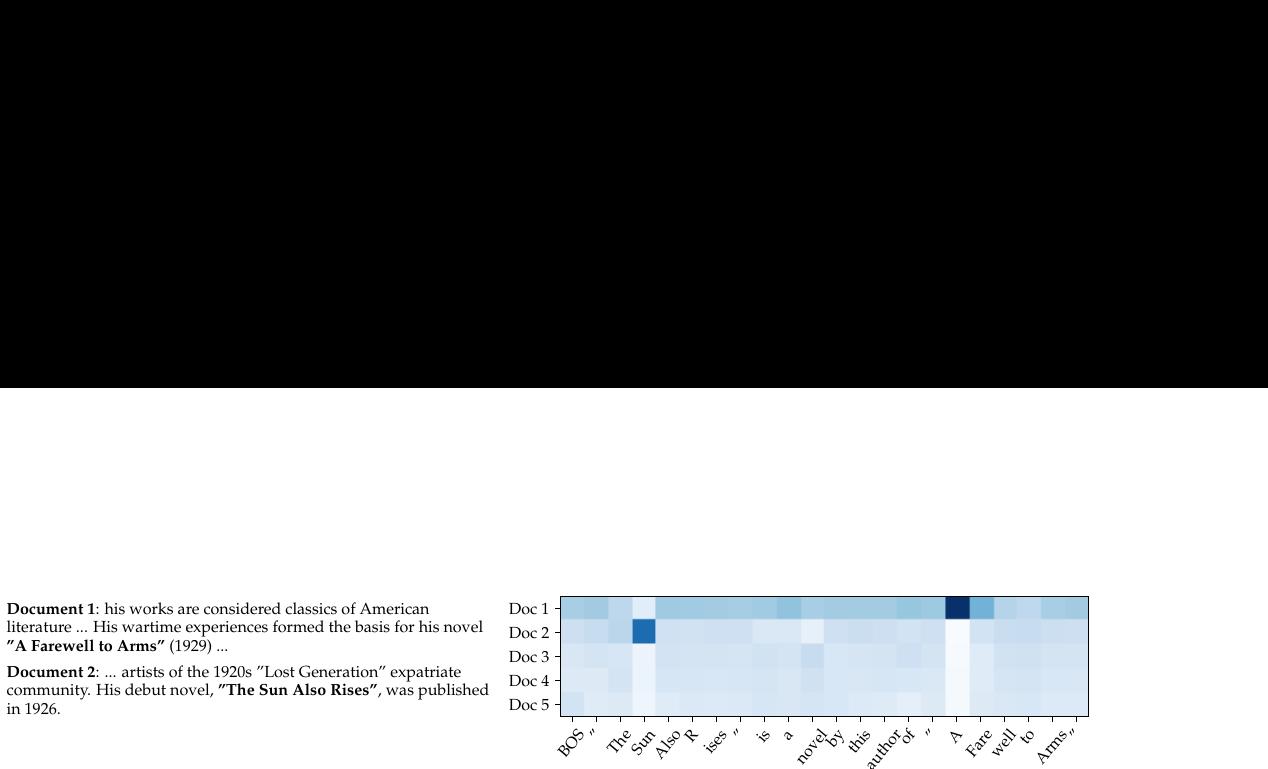 Document 1: his works are considered classics of American
literature ... His wartime experiences formed the basis for his novel
”A Farewell to Arms” (1929) ...
Document 2: ... artists of the 1920s ”Lost Generation” expatriate
community. His debut novel, ”The Sun Also Rises”, was published
in 1926.
Doc 1
Doc 2
Doc 3
Doc 4
Doc 5
BOS ” The Sun Also R ises ” is a novel by this author of ” A Fare well to Arms ”